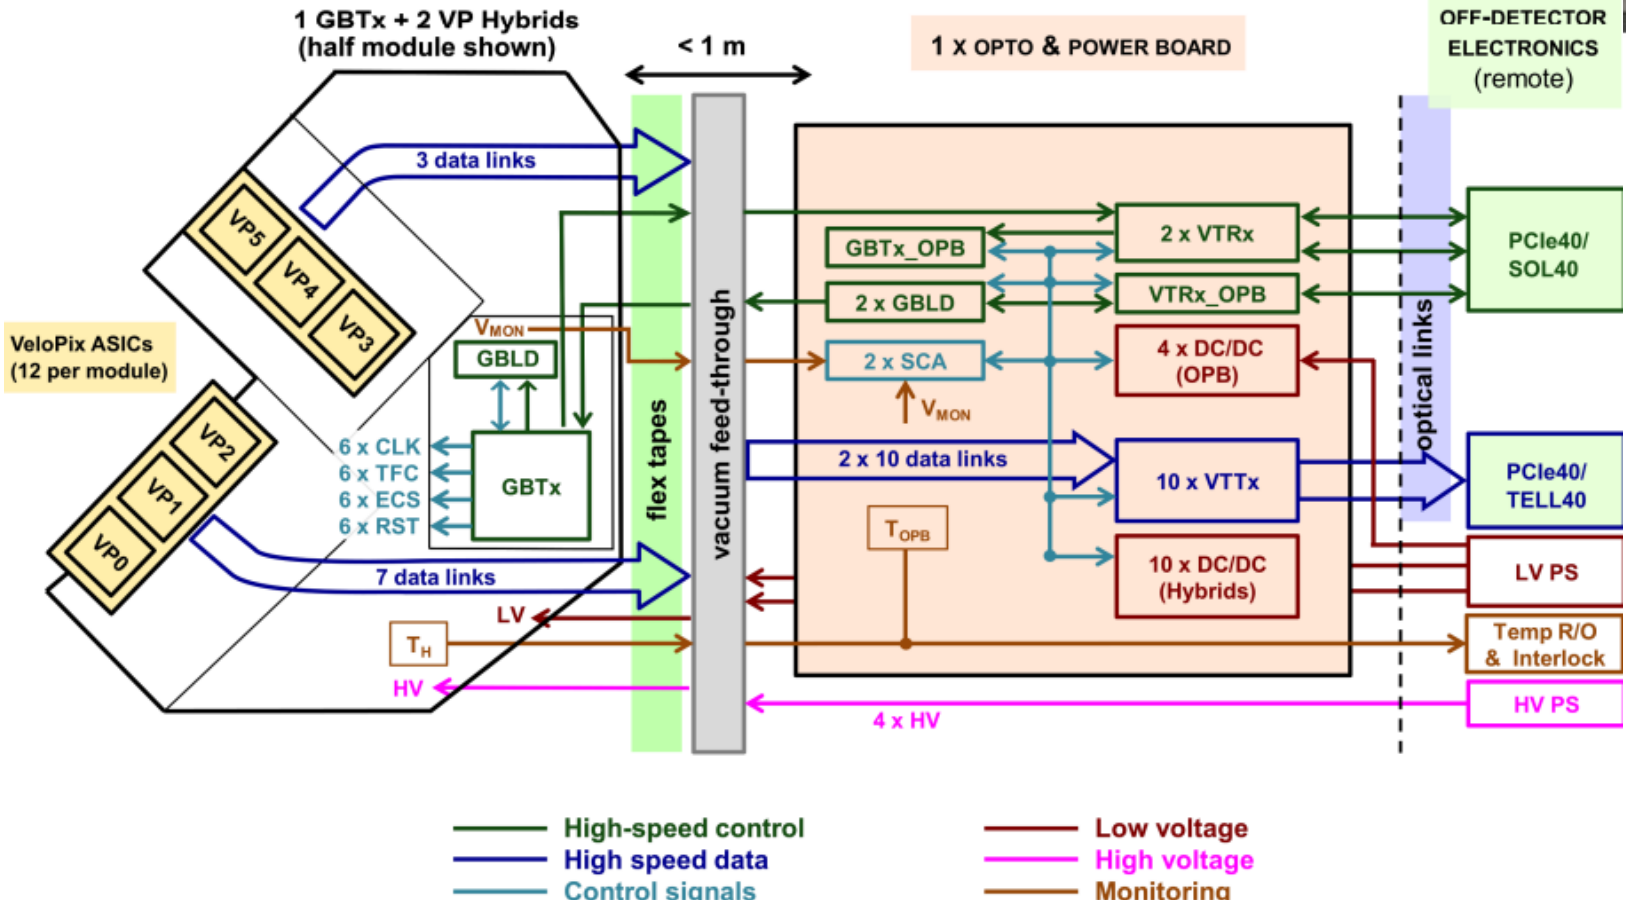 1 GBTx + 2 VP Hybrids
(half module shown)
< 1 m
1 x OPTO & POWER BOARD
OFF-DETECTOR
ELECTRONICS
(remote)
3 data links
VP5
VP4
VP3
VeloPix ASICs
(12 per module)
VP2
VP1
VP0
VMON
GBLD
6 x CLK
6 x TFC
6 x ECS
6 x RST
GBTx
7 data links
LV
TH
HV
flex tapes
vacuum feed-through
GBTx_OPB
2 x GBLD
2 x SCA
VMON
2 x VTRx
VTRx_OPB
4 x DC/DC
(OPB)
2 x 10 data links
10 x VTTx
TOPB
10 x DC/DC
(Hybrids)
4 x HV
optical links
PCIe40/
SOL40
PCIe40/
TELL40
LV PS
Temp R/O
& Interlock
HV PS
High-speed control
High speed data
Control signals
Low voltage
High voltage
Monitoring